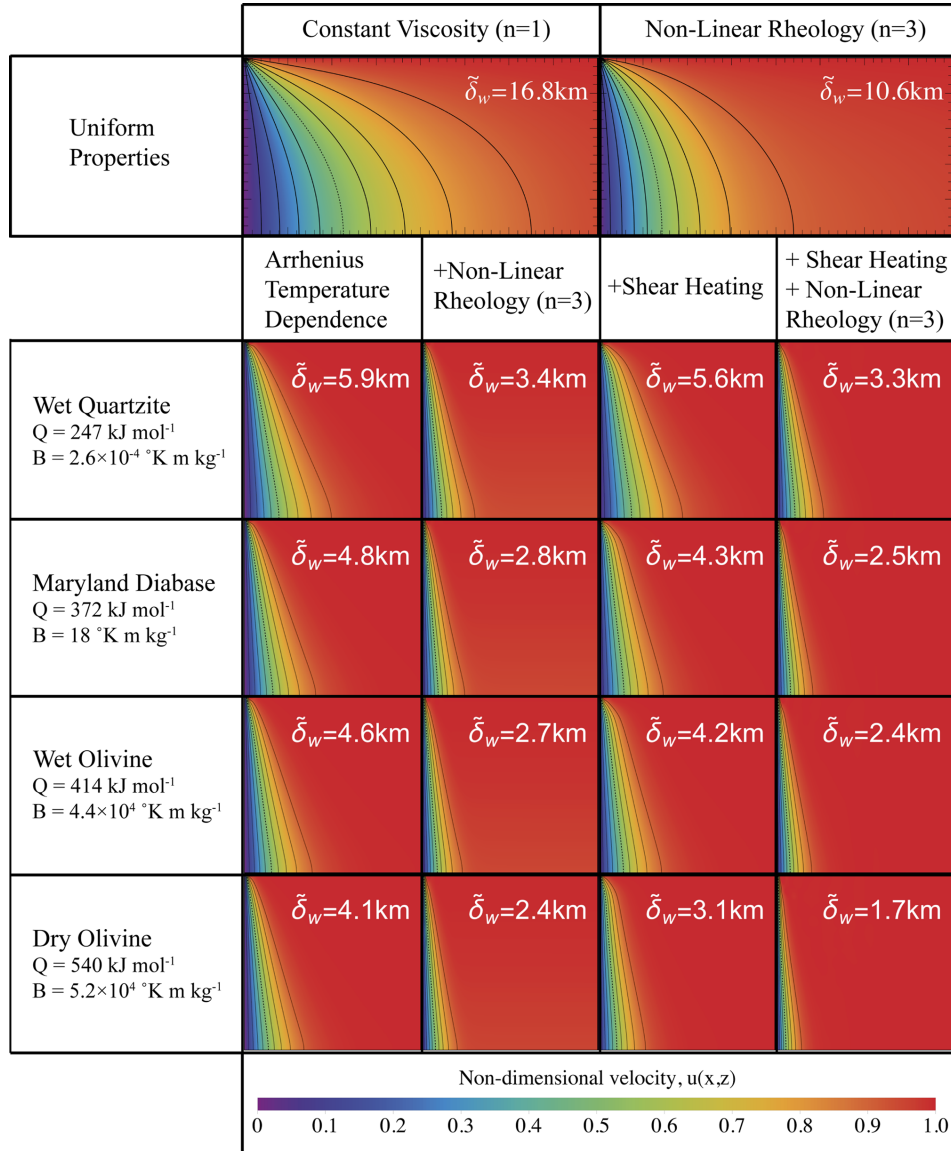 Constant Viscosity (n=1)
Non-Linear Rheology (n=3)
Uniform
Properties
δ̃w=16.8km
δ̃w=10.6km
Arrhenius
Temperature
Dependence
+Non-Linear
Rheology (n=3)
+Shear Heating
+ Shear Heating
+ Non-Linear
Rheology (n=3)
Wet Quartzite
Q = 247 kJ mol⁻¹
B = 2.6×10⁻⁴ °K m kg⁻¹
δ̃w=5.9km
δ̃w=3.4km
δ̃w=5.6km
δ̃w=3.3km
Maryland Diabase
Q = 372 kJ mol⁻¹
B = 18 °K m kg⁻¹
δ̃w=4.8km
δ̃w=2.8km
δ̃w=4.3km
δ̃w=2.5km
Wet Olivine
Q = 414 kJ mol⁻¹
B = 4.4×10⁴ °K m kg⁻¹
δ̃w=4.6km
δ̃w=2.7km
δ̃w=4.2km
δ̃w=2.4km
Dry Olivine
Q = 540 kJ mol⁻¹
B = 5.2×10⁴ °K m kg⁻¹
δ̃w=4.1km
δ̃w=2.4km
δ̃w=3.1km
δ̃w=1.7km
Non-dimensional velocity, u(x,z)
0 0.1 0.2 0.3 0.4 0.5 0.6 0.7 0.8 0.9 1.0